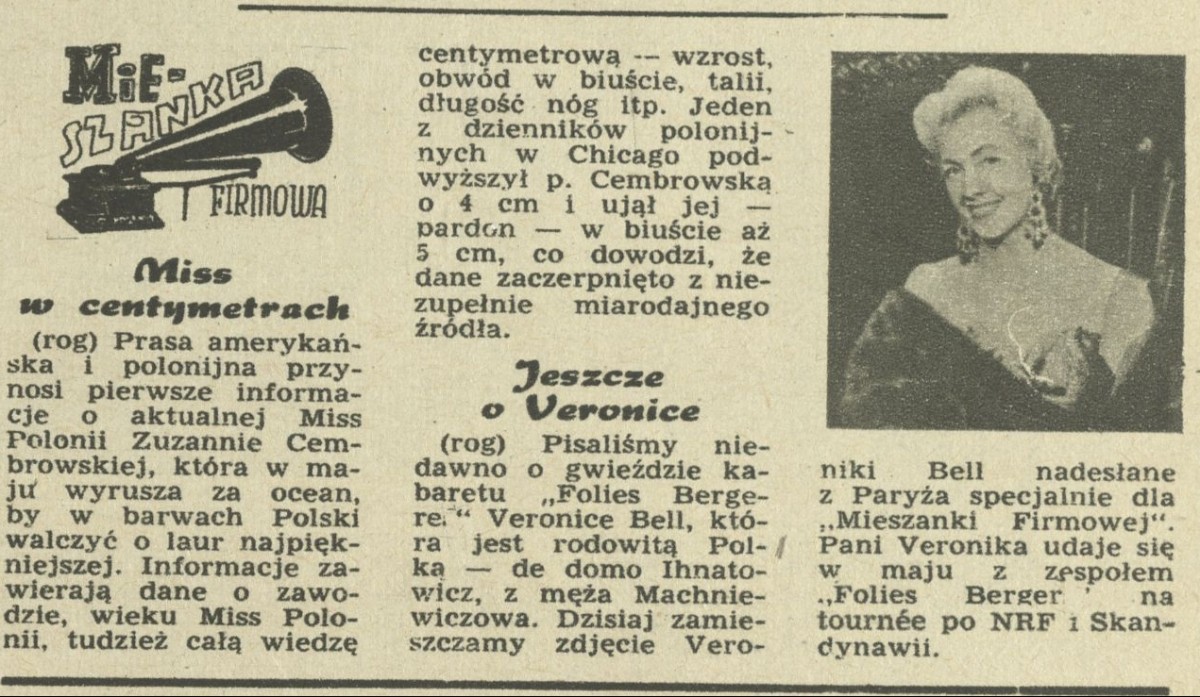 MiE-
SZANKA
FIRMOWA
Miss
w centymetrach
(rog) Prasa amerykań-
ska i polonijna przy-
nosi pierwsze informa-
cje o aktualnej Miss
Polonii Zuzannie Cem-
browskiej, która w ma-
ju wyrusza za ocean,
by w barwach Polski
walczyć o laur najpięk-
niejszej. Informacje za-
wierają dane o zawo-
dzie, wieku Miss Polo-
nii, tudzież całą wiedzę
centymetrową — wzrost,
obwód w biuście, talii,
długość nóg itp. Jeden
z dzienników polonij-
nych w Chicago pod-
wyższył p. Cembrowską
o 4 cm i ujął jej —
pardon — w biuście aż
5 cm, co dowodzi, że
dane zaczerpnięto z nie-
zupełnie miarodajnego
źródła.
Jeszcze
o Veronice
(rog) Pisaliśmy nie-
dawno o gwieździe ka-
baretu „Folies Berge-
re“ Veronice Bell, któ-
ra jest rodowitą Pol-
ką — de domo Ihnato-
wicz, z męża Machnie-
wiczowa. Dzisiaj zamie-
szczamy zdjęcie Vero-
niki Bell nadesłane
z Paryża specjalnie dla
„Mieszanki Firmowej“.
Pani Veronika udaje się
w maju z zespołem
„Folies Berger“ na
tournée po NRF i Skan-
dynawii.